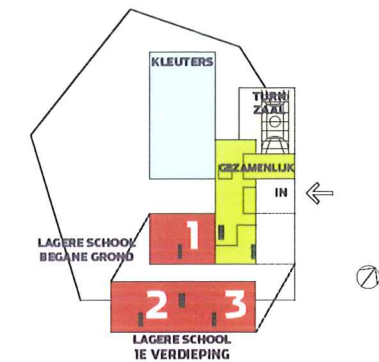 KLEUTERS
TURN
ZAAL
GEZAMENLIJK
IN
1
LAGERE SCHOOL
BEGANE GROND
2
3
LAGERE SCHOOL
1E VERDIEPING